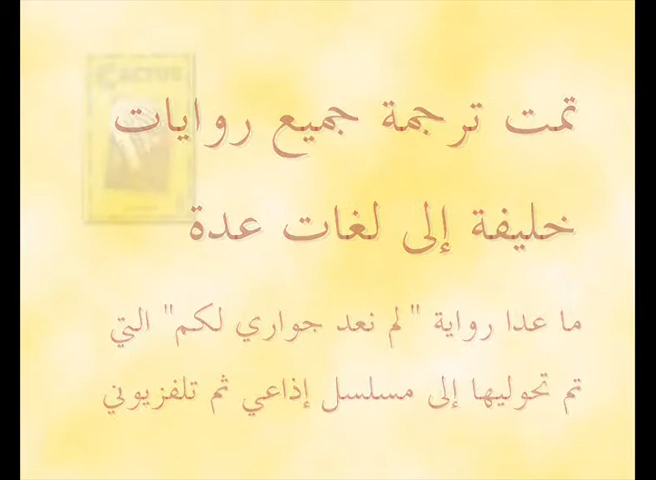 تمت ترجمة جميع روايات
خليفة إلى لغات عدة
ما عدا رواية "لم نعد جواري لكم" التي
تم تحوليها إلى مسلسل إذاعي ثم تلفزيوني